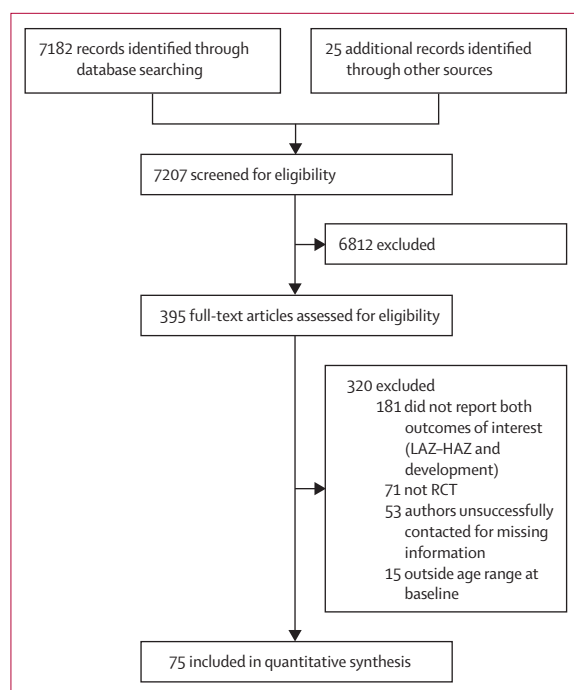 7182 records identified through
database searching
25 additional records identified
through other sources
7207 screened for eligibility
6812 excluded
395 full-text articles assessed for eligibility
320 excluded
181 did not report both
outcomes of interest
(LAZ–HAZ and
development)
71 not RCT
53 authors unsuccessfully
contacted for missing
information
15 outside age range at
baseline
75 included in quantitative synthesis